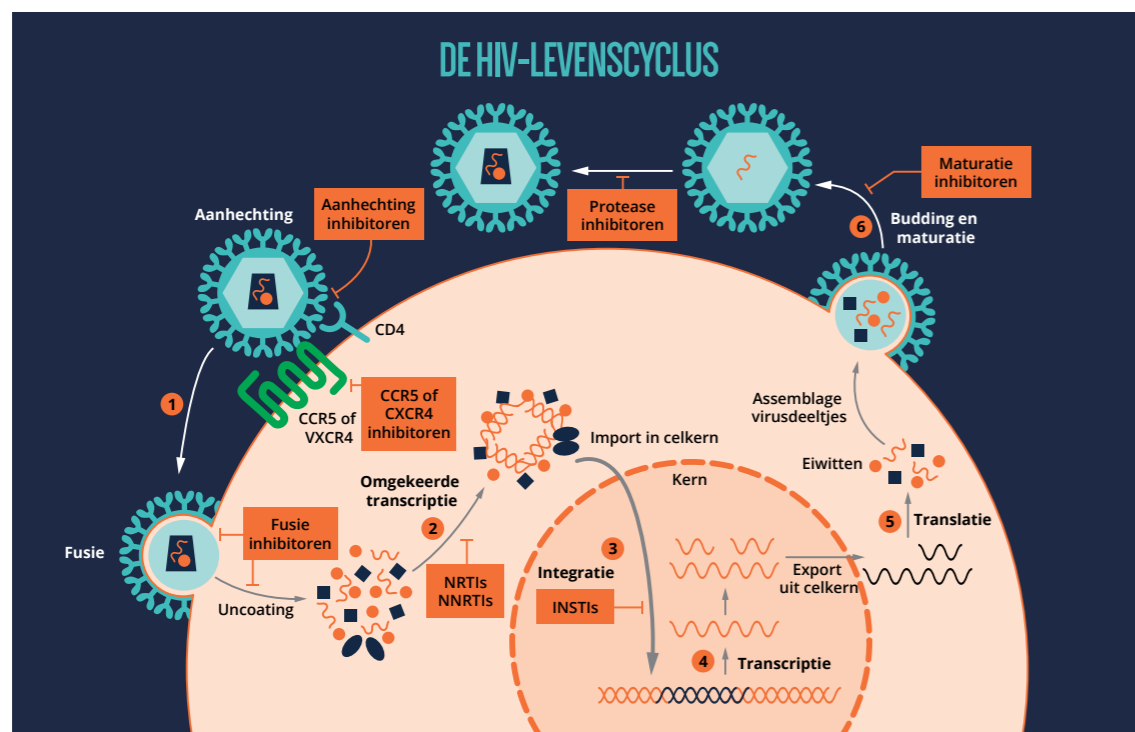 DE HIV-LEVENSCYCLUS
Aanhechting
Aanhechting
inhibitoren
Protease
inhibitoren
Maturatie
inhibitoren
6
Budding en
maturatie
CD4
1
CCR5 of
VXCR4
CCR5 of
CXCR4
inhibitoren
Fusie
Fusie
inhibitoren
Uncoating
Omgekeerde
transcriptie
2
NRTIs
NNRTIs
Import in celkern
Kern
3
Integratie
INSTIs
4
Transcriptie
Export
uit celkern
5
Translatie
Eiwitten
Assemblage
virusdeeltjes